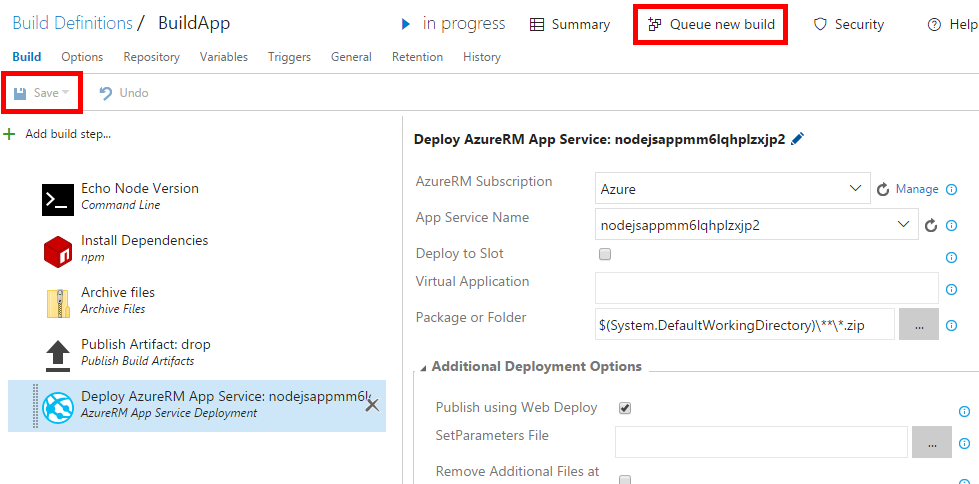 Build Definitions / BuildApp
in progress
Summary
Queue new build
Security
Help
Build Options Repository Variables Triggers General Retention History
Save Undo
Add build step...
Echo Node Version
Command Line
Install Dependencies
npm
Archive files
Archive Files
Publish Artifact: drop
Publish Build Artifacts
Deploy AzureRM App Service: nodejsappmm6l
AzureRM App Service Deployment
Deploy AzureRM App Service: nodejsappmm6lqhplzxjp2
AzureRM Subscription
Azure
Manage
App Service Name
nodejsappmm6lqhplzxjp2
Deploy to Slot
Virtual Application
Package or Folder
$(System.DefaultWorkingDirectory)\**\*.zip
...
Additional Deployment Options
Publish using Web Deploy
SetParameters File
...
Remove Additional Files at